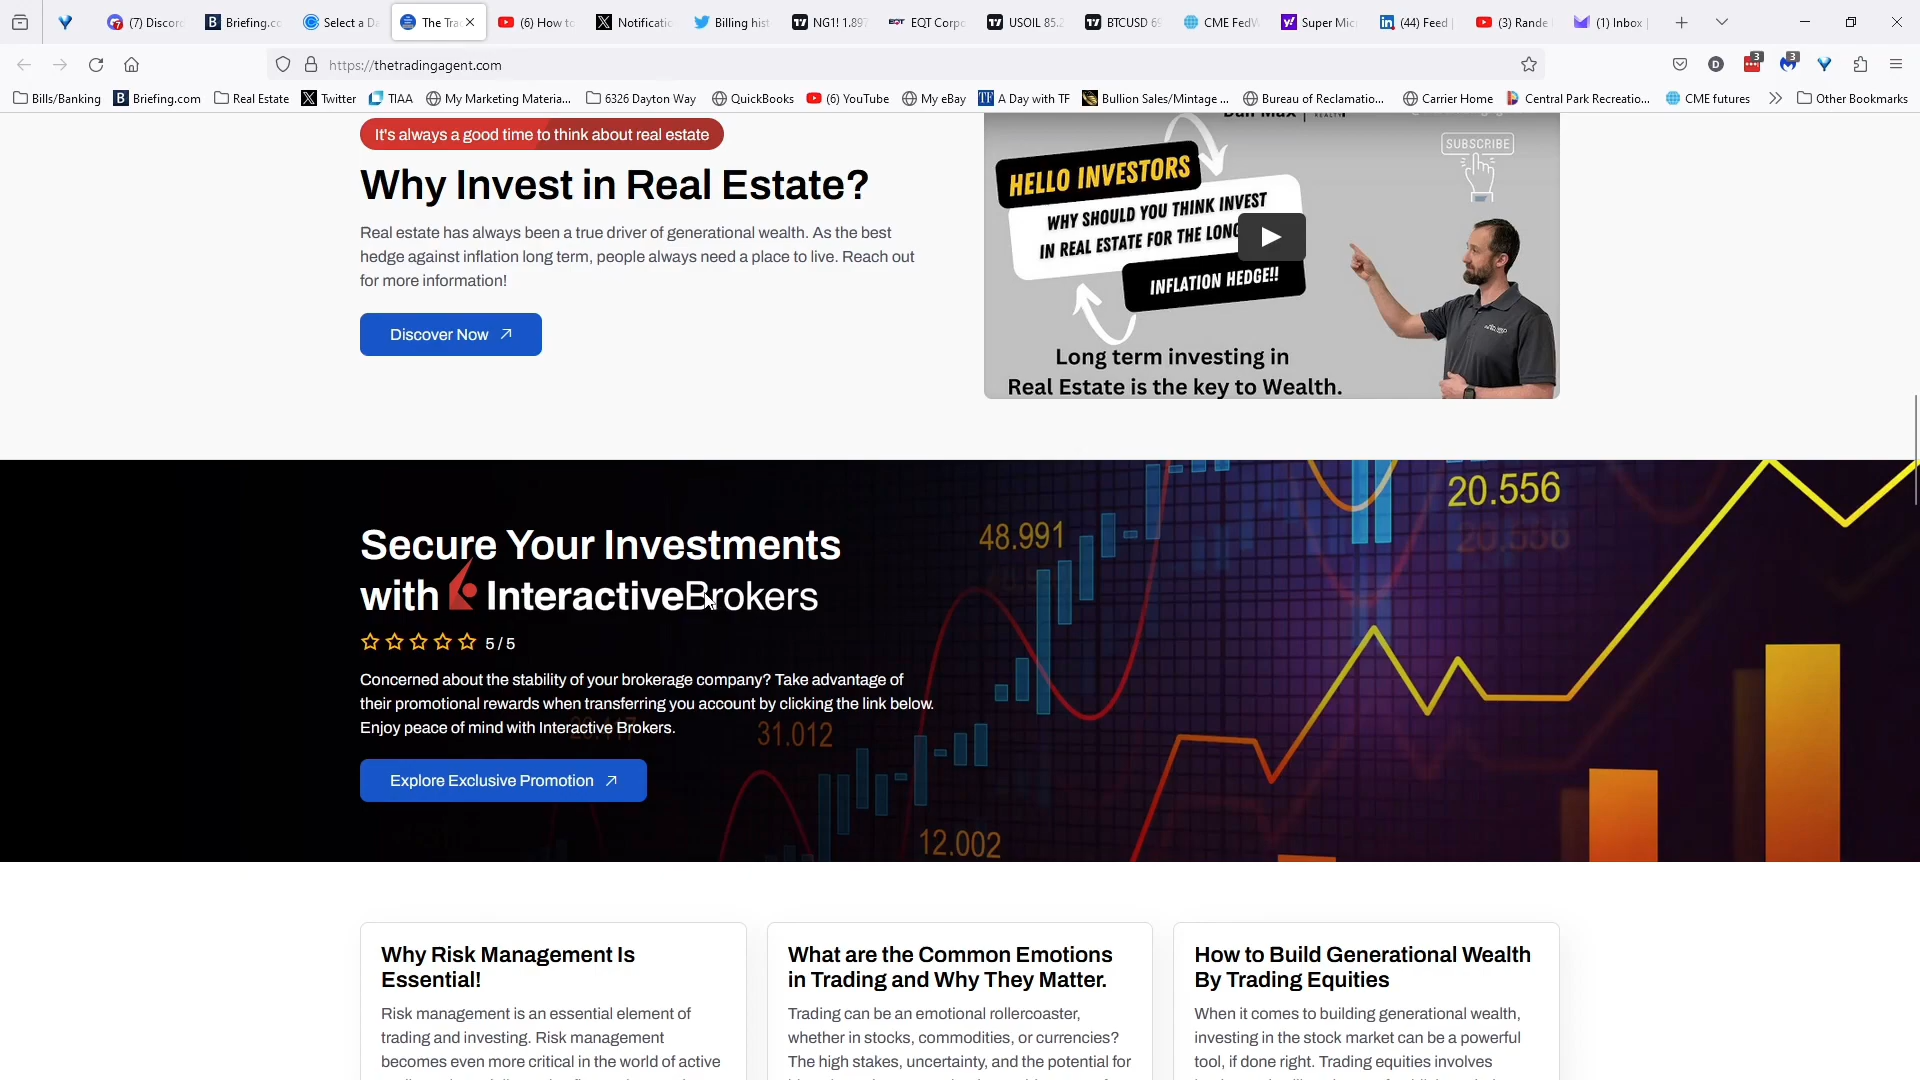 (7) Discord
Briefing.co
Select a Da
The Tra
(6) How to
Notificatio
Billing hist
NG1! 1.897
EQT Corpo
USOIL 85.2
BTCUSD 69
CME FedW
Super Mic
(44) Feed
(3) Rande
(1) Inbox
https://thetradingagent.com
3
3
Bills/Banking
Briefing.com
Real Estate
Twitter
TIAA
My Marketing Materia...
6326 Dayton Way
QuickBooks
(6) YouTube
My eBay
A Day with TF
Bullion Sales/Mintage ...
Bureau of Reclamatio...
Carrier Home
Central Park Recreatio...
CME futures
Other Bookmarks
It's always a good time to think about real estate
Why Invest in Real Estate?
Real estate has always been a true driver of generational wealth. As the best
hedge against inflation long term, people always need a place to live. Reach out
for more information!
Discover Now
SUBSCRIBE
HELLO INVESTORS
WHY SHOULD YOU THINK INVEST
IN REAL ESTATE FOR THE LONG
INFLATION HEDGE!!
Long term investing in
Real Estate is the key to Wealth.
Secure Your Investments
with InteractiveBrokers
5 / 5
Concerned about the stability of your brokerage company? Take advantage of
their promotional rewards when transferring you account by clicking the link below.
Enjoy peace of mind with Interactive Brokers.
Explore Exclusive Promotion
48.991
20.556
20.556
31.012
12.002
Why Risk Management Is
Essential!
Risk management is an essential element of
trading and investing. Risk management
becomes even more critical in the world of active
What are the Common Emotions
in Trading and Why They Matter.
Trading can be an emotional rollercoaster,
whether in stocks, commodities, or currencies?
The high stakes, uncertainty, and the potential for
How to Build Generational Wealth
By Trading Equities
When it comes to building generational wealth,
investing in the stock market can be a powerful
tool, if done right. Trading equities involves